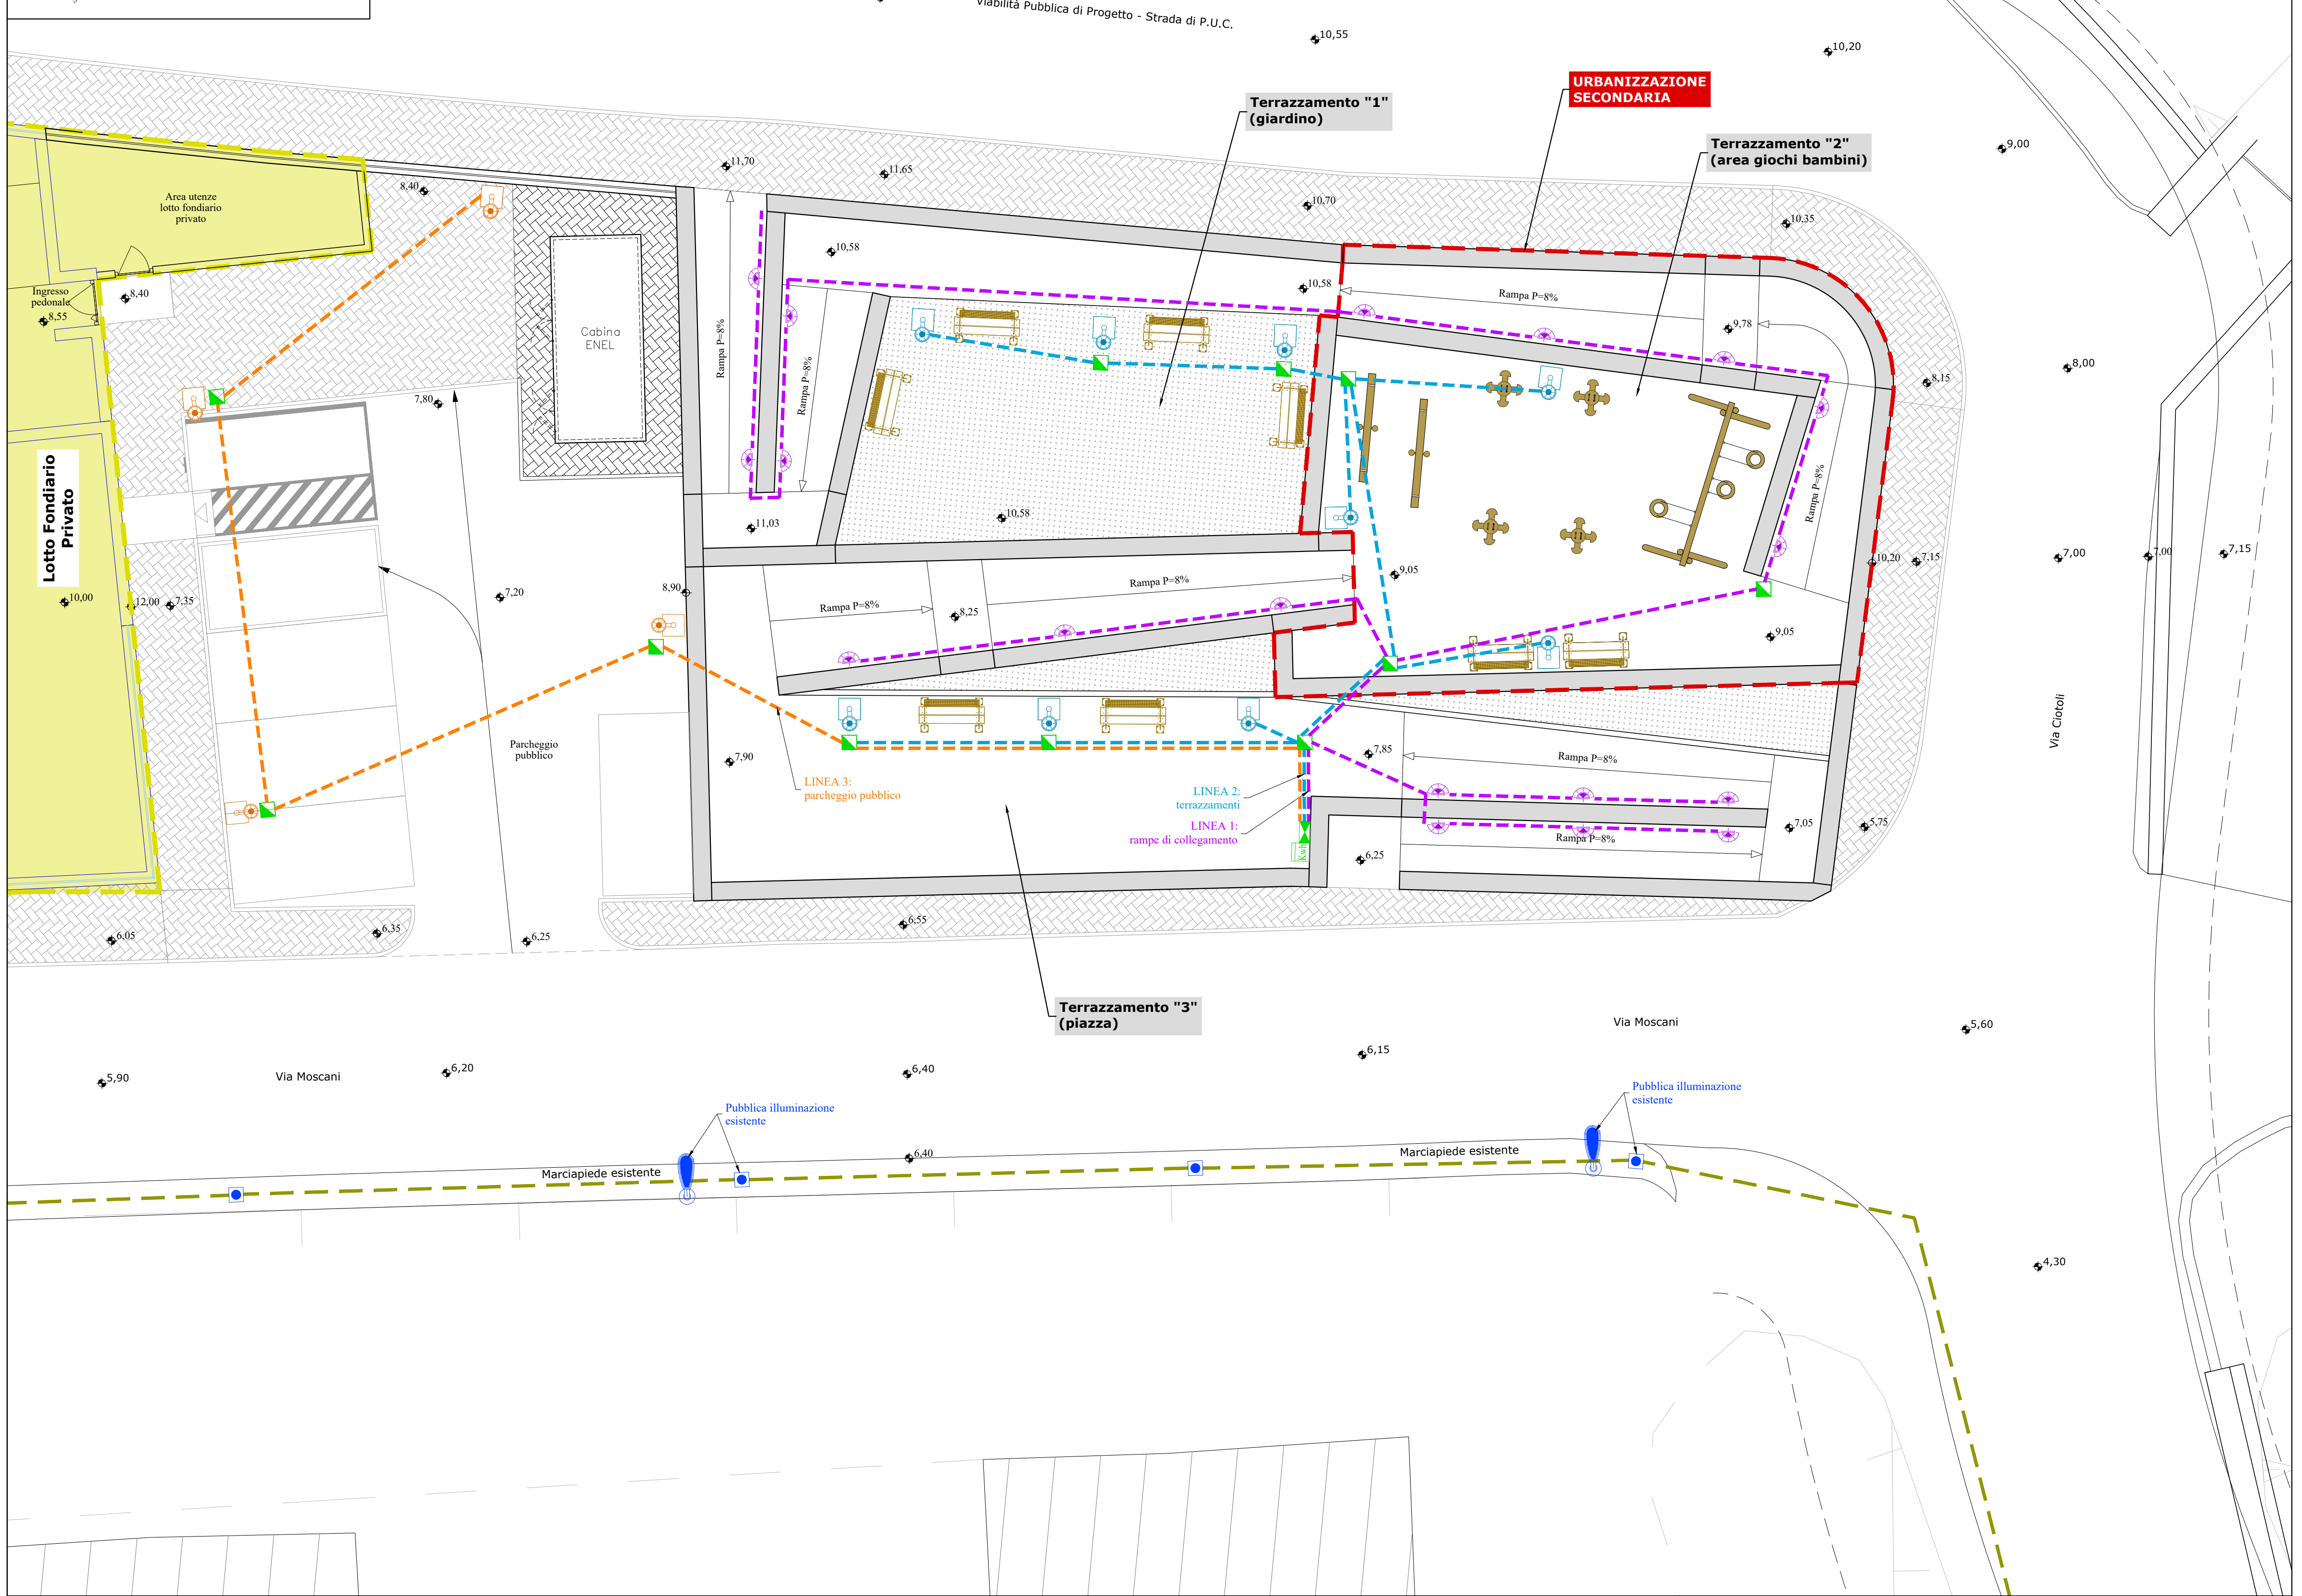 Viabilità Pubblica di Progetto - Strada di P.U.C.
10,55
10,20
URBANIZZAZIONE
SECONDARIA
Terrazzamento "1"
(giardino)
Terrazzamento "2"
(area giochi bambini)
9,00
11,70
11,65
8,40
Area utenze
lotto fondiario
privato
10,70
10,35
10,58
10,58
Ingresso
pedonale
8,40
8,55
Cabina
ENEL
Rampa P=8%
Rampa P=8%
Rampa P=8%
9,78
8,00
8,15
7,80
Lotto Fondiario
Privato
10,58
11,03
Rampa P=8%
7,00
7,00
7,15
10,20
7,15
9,05
10,00
12,00
7,35
7,20
8,90
Rampa P=8%
Rampa P=8%
8,25
9,05
Via Ciotoli
Parcheggio
pubblico
7,90
7,85
Rampa P=8%
LINEA 3:
parcheggio pubblico
LINEA 2:
terrazzamenti
LINEA 1:
rampe di collegamento
Kwh
7,05
5,75
Rampa P=8%
6,25
6,05
6,35
6,25
6,55
Terrazzamento "3"
(piazza)
Via Moscani
5,60
6,15
5,90
Via Moscani
6,20
6,40
Pubblica illuminazione
esistente
Pubblica illuminazione
esistente
6,40
Marciapiede esistente
Marciapiede esistente
4,30